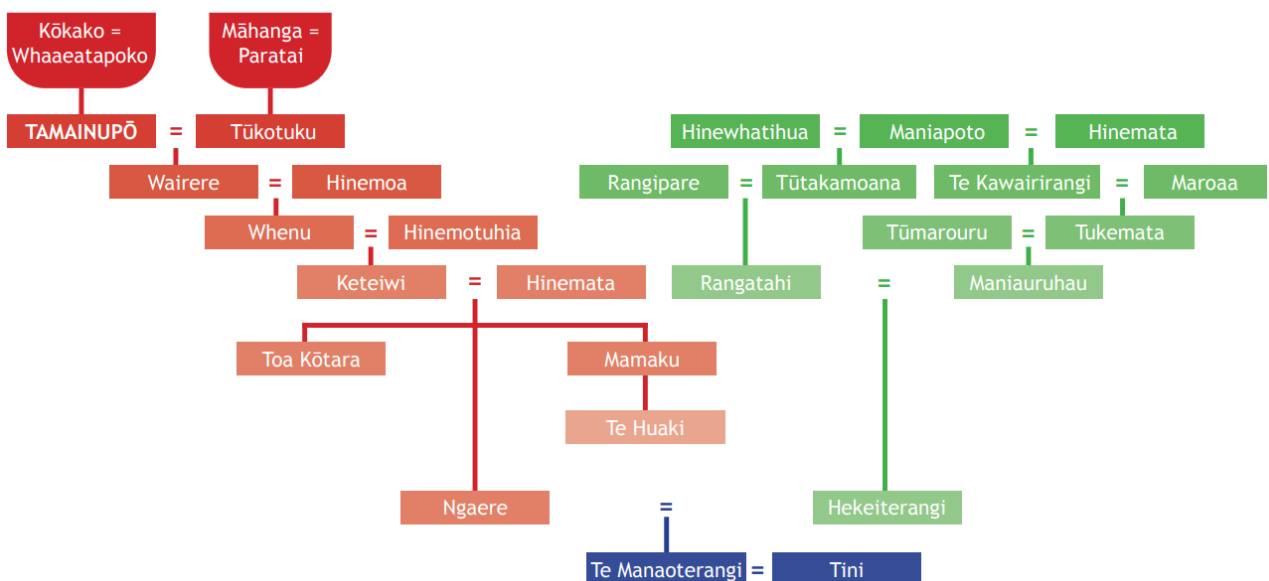 Kōkako =
Whaaeatapoko
Māhanga =
Paratai
TAMAINUPŌ = Tūkotuku
Hinewhatihua = Maniapoto = Hinemata
Wairere = Hinemoa
Rangipare = Tūtakamoana
Te Kawairirangi = Maroaa
Whenu = Hinemotuhia
Tūmarouru = Tukemata
Keteiwi = Hinemata
Rangatahi = Maniauruhau
Toa Kōtara
Mamaku
Te Huaki
Ngaere = Hekeiterangi
Te Manaoterangi = Tini